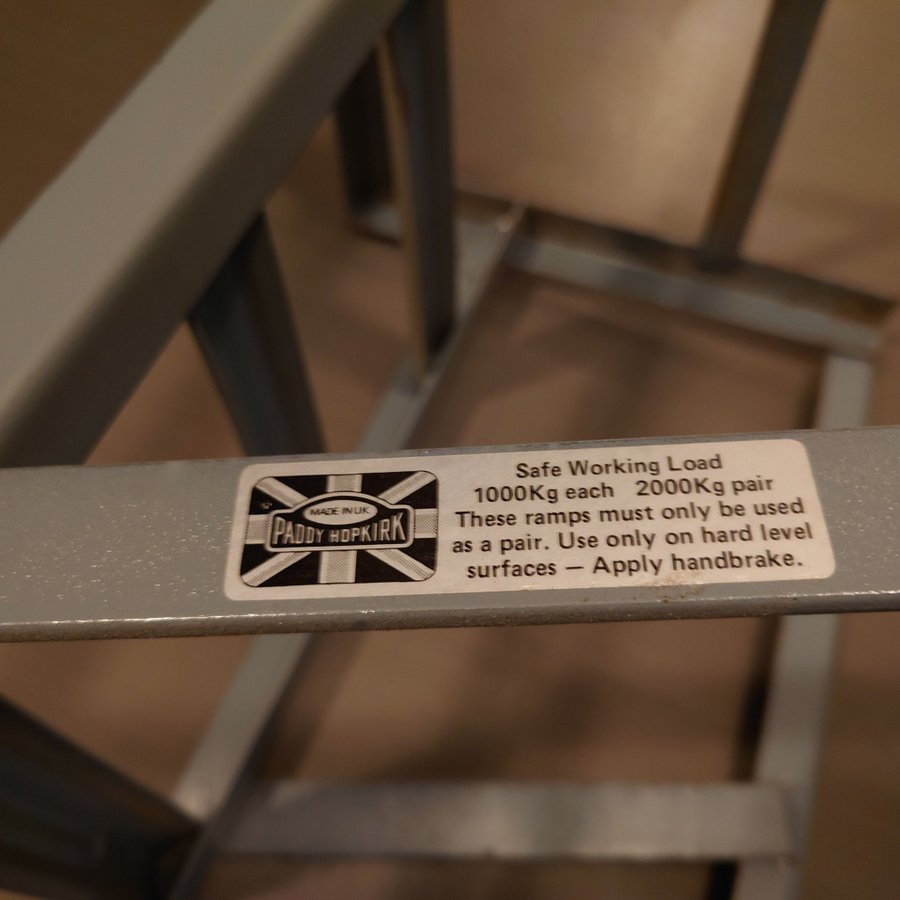 MADE IN UK
PADDY HOPKIRK
Safe Working Load
1000Kg each 2000Kg pair
These ramps must only be used
as a pair. Use only on hard level
surfaces – Apply handbrake.